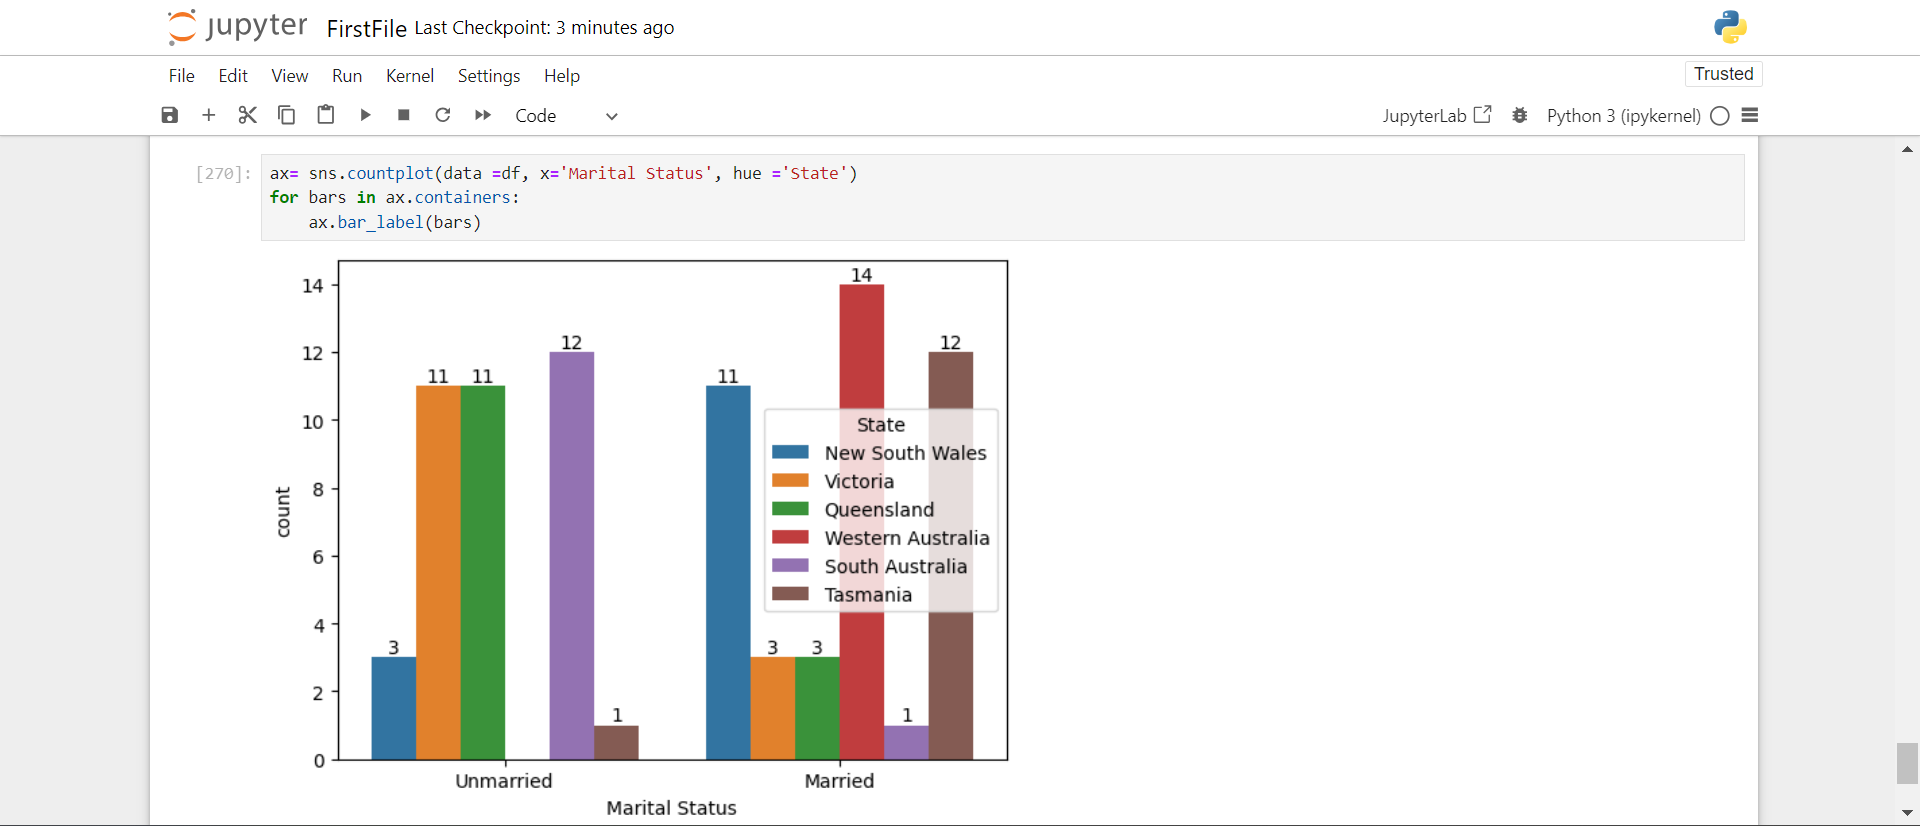 jupyter FirstFile Last Checkpoint: 3 minutes ago
File Edit View Run Kernel Settings Help
Trusted
Code
JupyterLab
Python 3 (ipykernel)
[270]:
ax= sns.countplot(data =df, x='Marital Status', hue ='State')
for bars in ax.containers:
    ax.bar_label(bars)
14
12
10
8
6
4
2
0
count
3
11
11
12
1
11
3
3
14
1
12
State
New South Wales
Victoria
Queensland
Western Australia
South Australia
Tasmania
Unmarried
Married
Marital Status